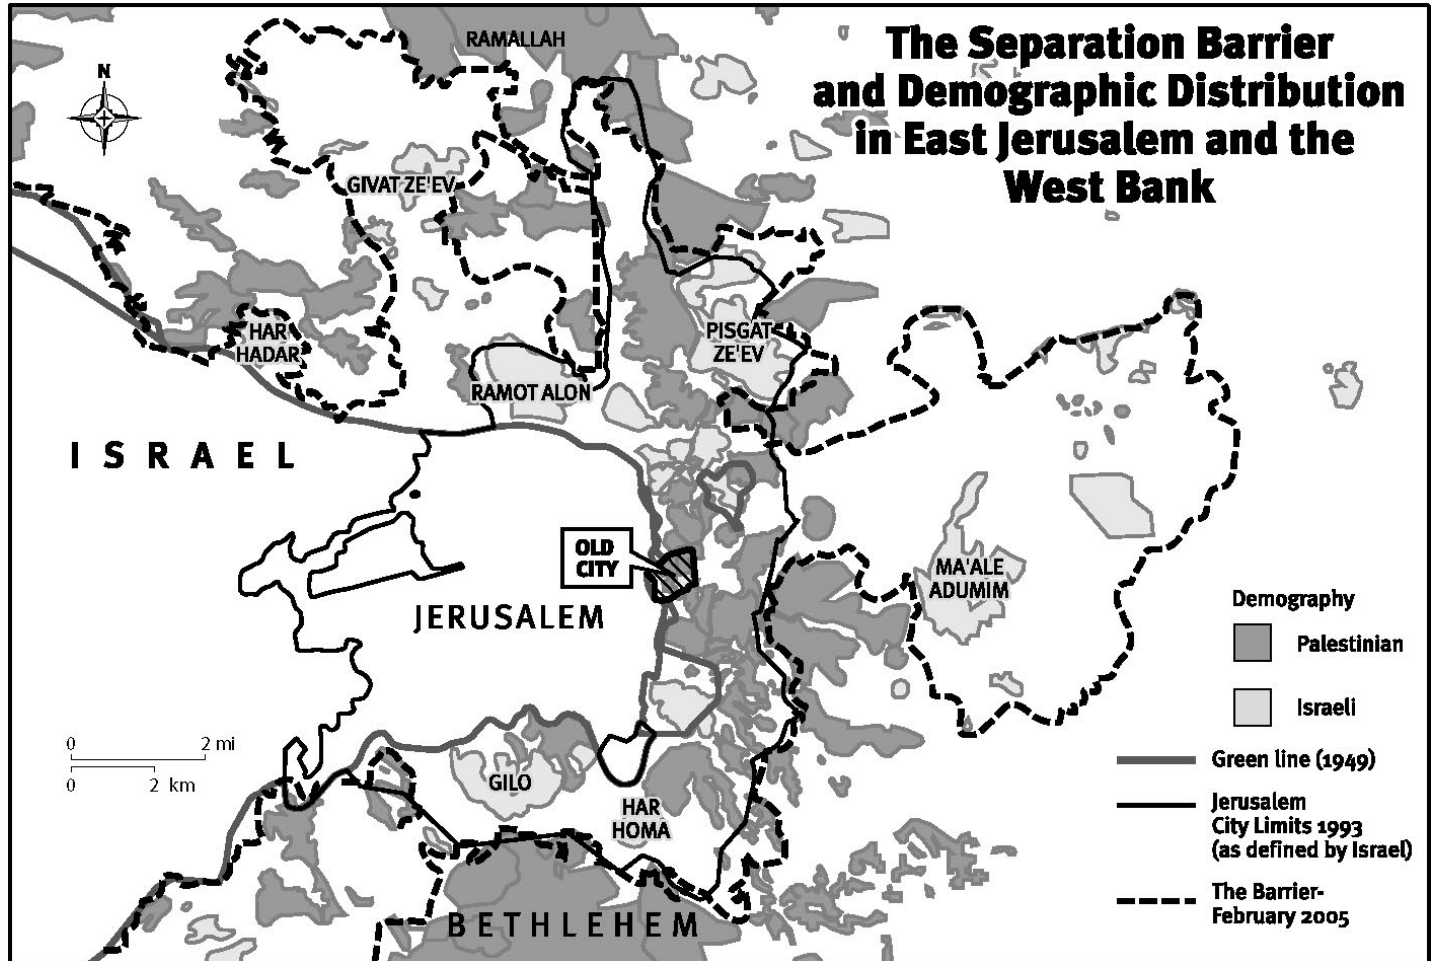 The Separation Barrier
and Demographic Distribution
in East Jerusalem and the
West Bank
RAMALLAH
N
GIVAT ZE'EV
HAR
HADAR
PISGAT
ZE'EV
RAMOT ALON
ISRAEL
OLD
CITY
JERUSALEM
MA'ALE
ADUMIM
GILO
HAR
HOMA
BETHLEHEM
0 2 mi
0 2 km
Demography
Palestinian
Israeli
Green line (1949)
Jerusalem
City Limits 1993
(as defined by Israel)
The Barrier-
February 2005